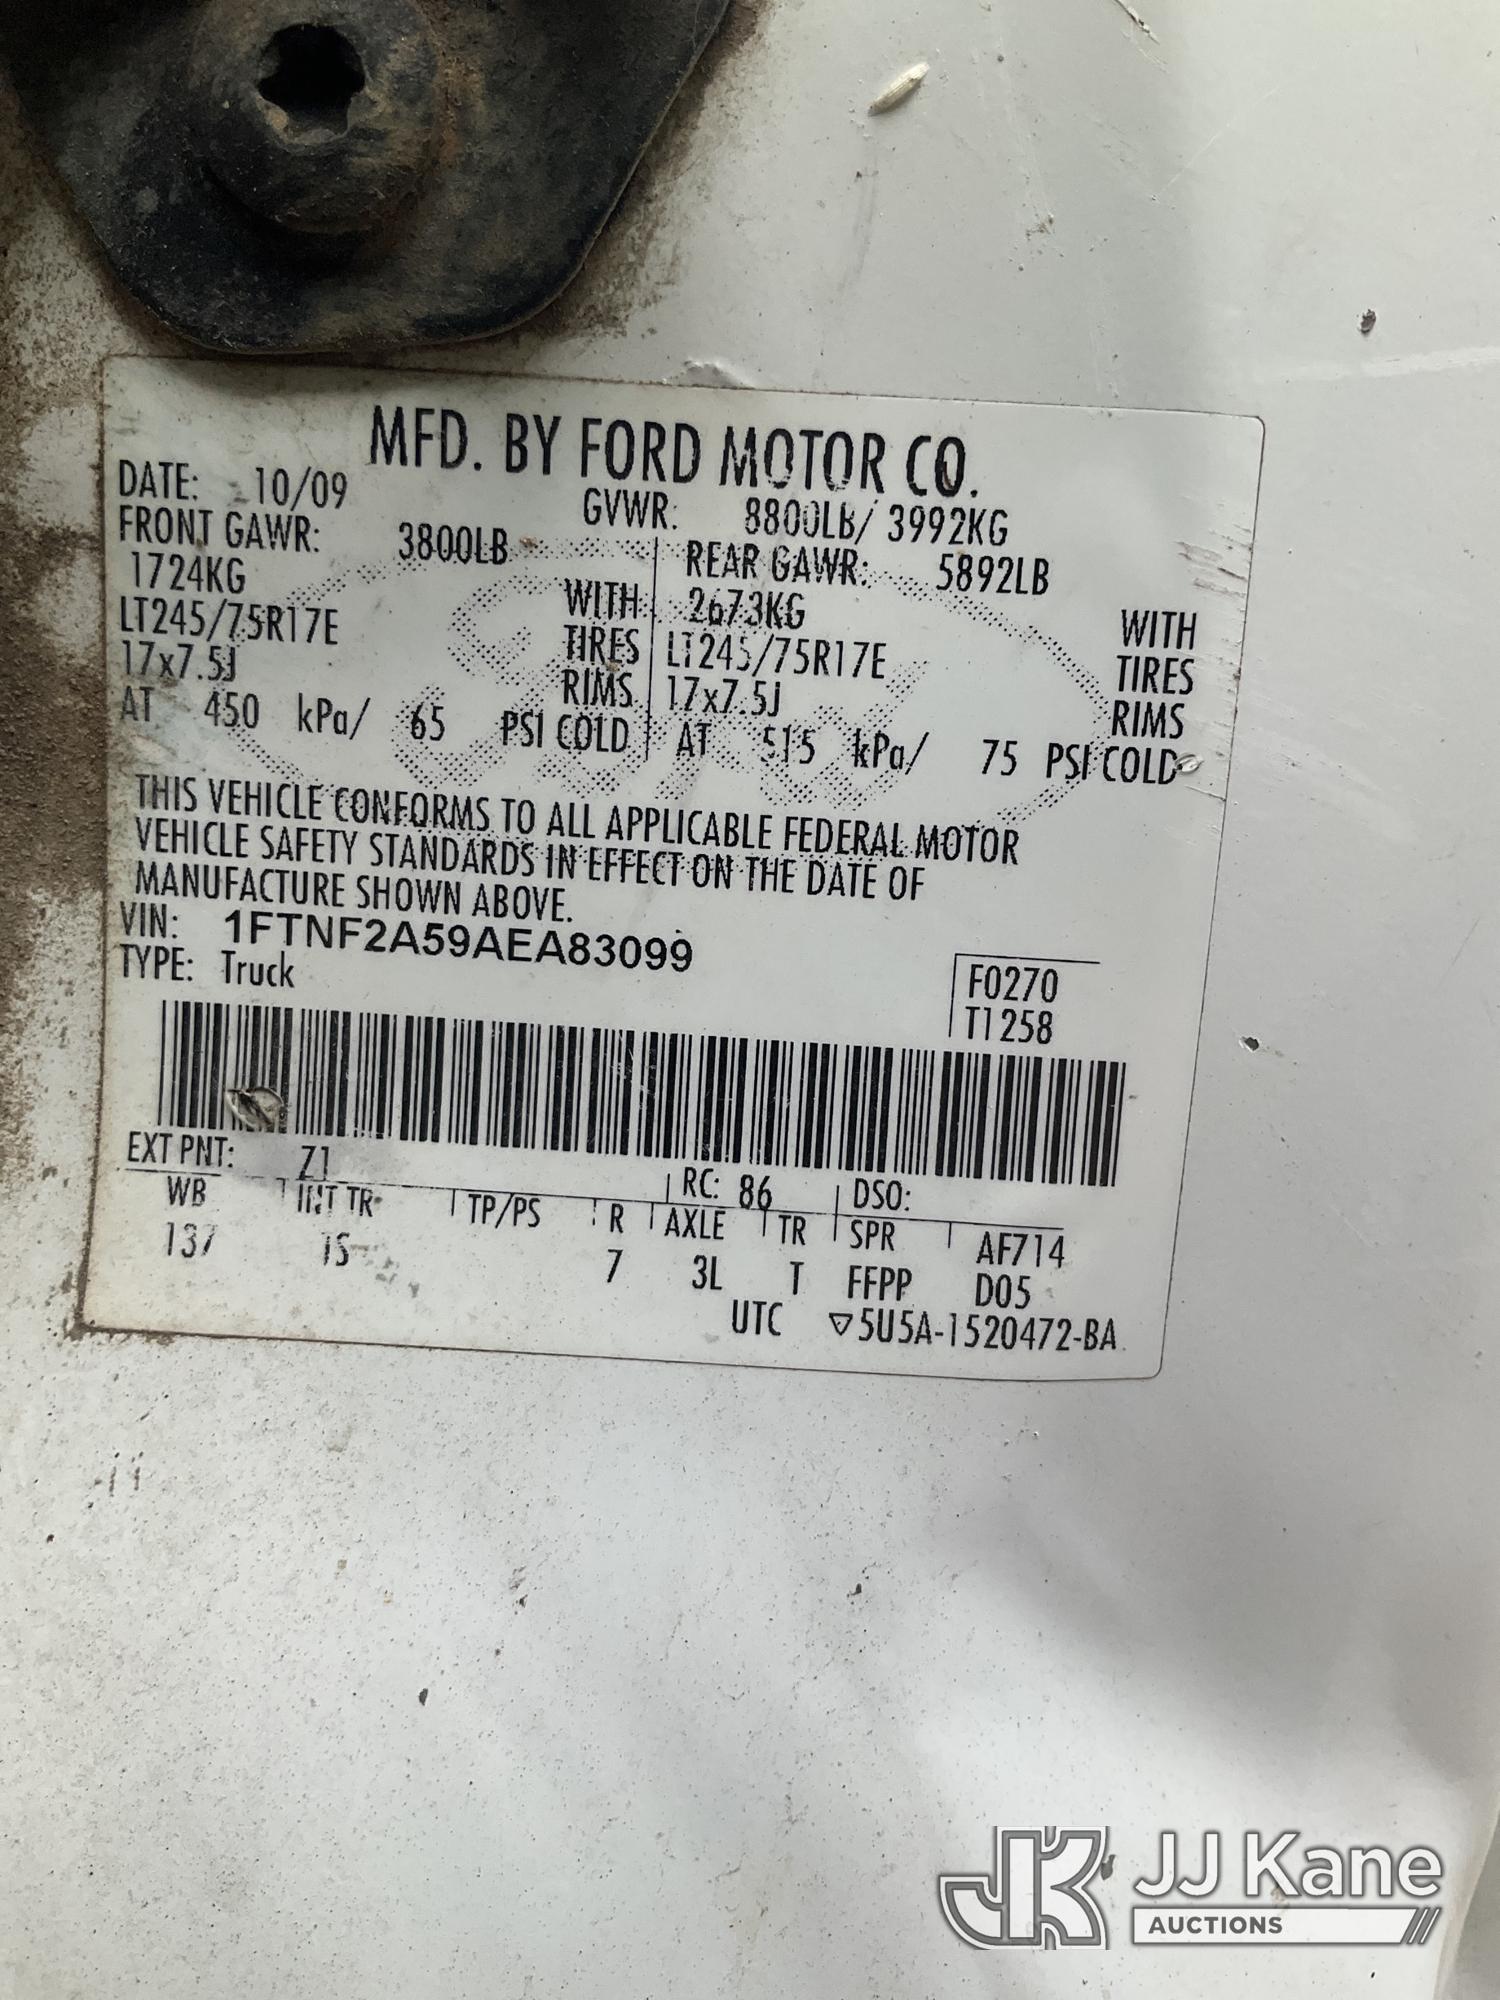 MFD. BY FORD MOTOR CO.
DATE: 10/09 GVWR: 8800LB/ 3992KG
FRONT GAWR: 3800LB REAR GAWR: 5892LB
1724KG WITH 2673KG WITH
LT245/75R17E TIRES LT245/75R17E TIRES
17x7.5J RIMS 17x7.5J RIMS
AT 450 kPa/ 65 PSI COLD AT 515 kPa/ 75 PSI COLD
THIS VEHICLE CONFORMS TO ALL APPLICABLE FEDERAL MOTOR
VEHICLE SAFETY STANDARDS IN EFFECT ON THE DATE OF
MANUFACTURE SHOWN ABOVE.
VIN: 1FTNF2A59AEA83099
TYPE: Truck
F0270
T1258
EXT PNT: Z1 RC: 86 DSO:
WB INT TR TP/PS R AXLE TR SPR AF714
137 7 3L T FFPP D05
UTC ▽5U5A-1520472-BA
JJ Kane
AUCTIONS